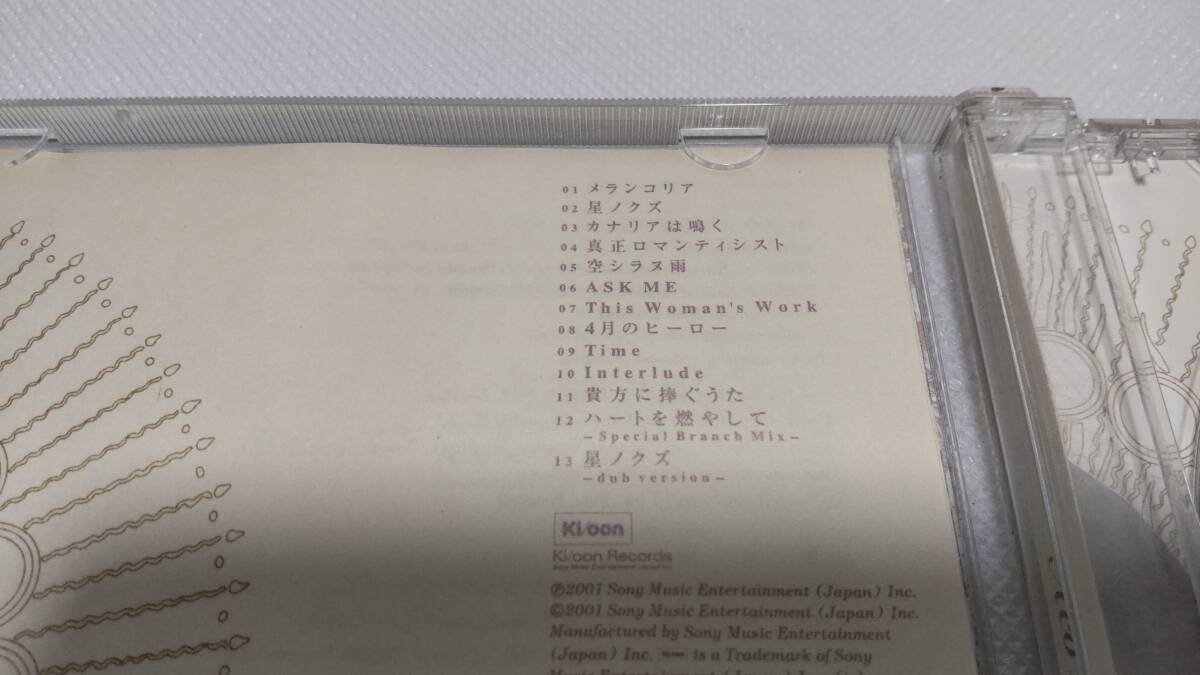 01 メランコリア
02 星ノクズ
03 カナリアは鳴く
04 真正ロマンティシスト
05 空シラヌ雨
06 ASK ME
07 This Woman's Work
08 4月のヒーロー
09 Time
10 Interlude
11 貴方に捧ぐうた
12 ハートを燃やして
–Special Branch Mix–
13 星ノクズ
–dub version–
Ki/oon
Ki/oon Records
Ⓟ2001 Sony Music Entertainment (Japan) Inc.
©2001 Sony Music Entertainment (Japan) Inc.
Manufactured by Sony Music Entertainment
(Japan) Inc. is a Trademark of Sony